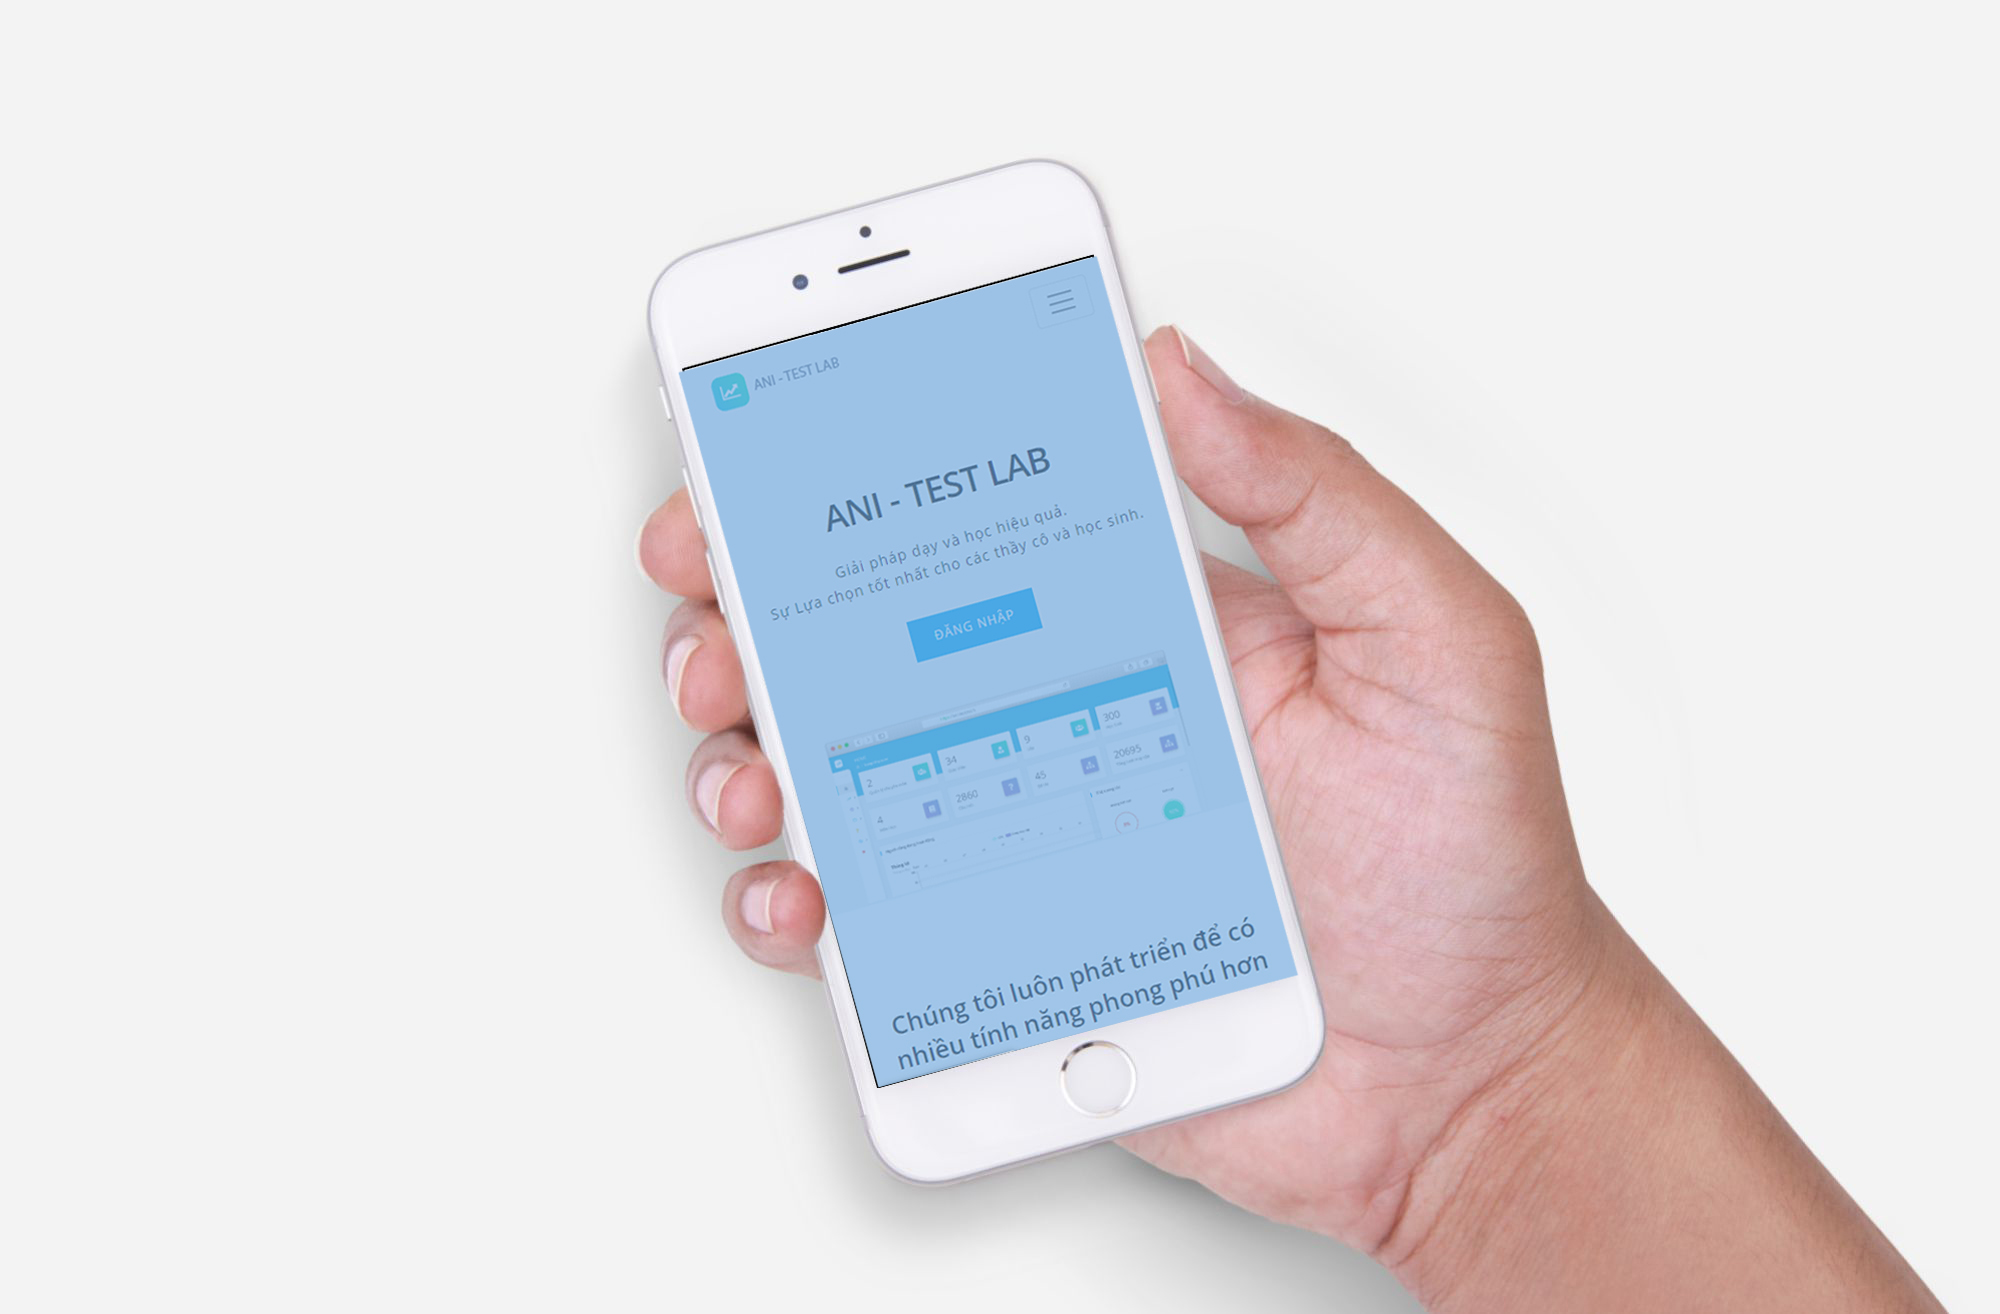 ANI - TEST LAB
ANI - TEST LAB
Giải pháp dạy và học hiệu quả.
Sự Lựa chọn tốt nhất cho các thầy cô và học sinh.
ĐĂNG NHẬP
2
34
9
300
4
2860
45
20695
Chúng tôi luôn phát triển để có
nhiều tính năng phong phú hơn